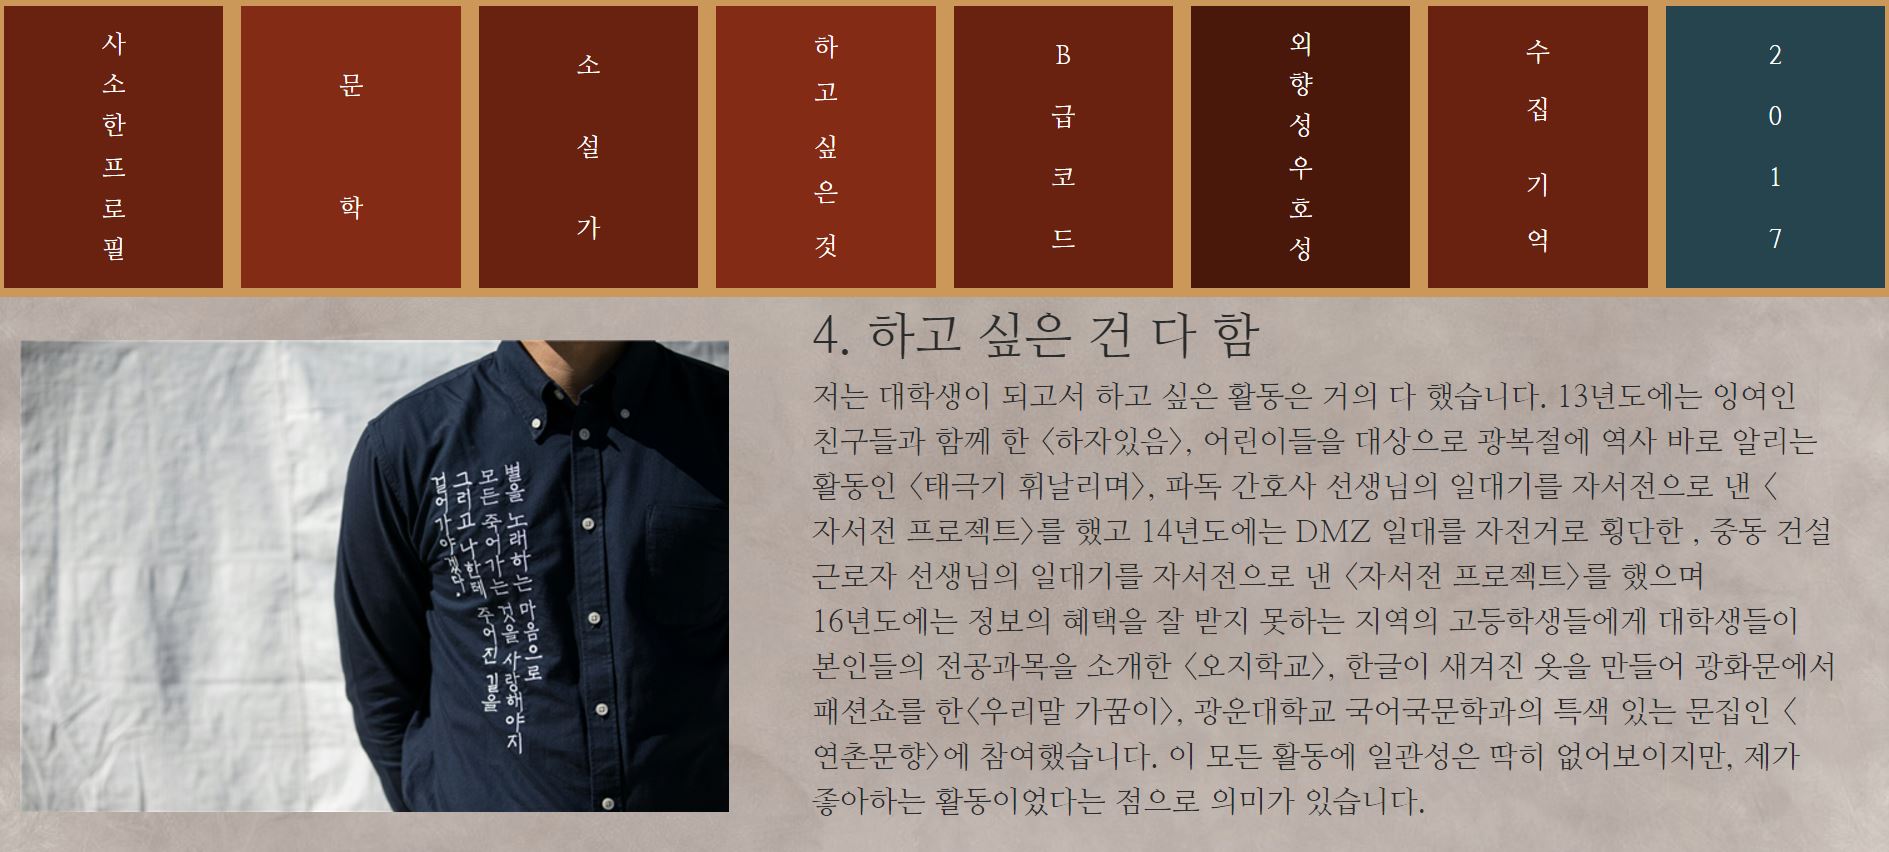 사소한프로필
문학
소설가
하고싶은것
B급코드
외향성우호성
수집 기억
2017
4. 하고 싶은 건 다 함
저는 대학생이 되고서 하고 싶은 활동은 거의 다 했습니다. 13년도에는 잉여인
친구들과 함께 한 〈하자있음〉, 어린이들을 대상으로 광복절에 역사 바로 알리는
활동인 〈태극기 휘날리며〉, 파독 간호사 선생님의 일대기를 자서전으로 낸 〈
자서전 프로젝트〉를 했고 14년도에는 DMZ 일대를 자전거로 횡단한 , 중동 건설
근로자 선생님의 일대기를 자서전으로 낸 〈자서전 프로젝트〉를 했으며
16년도에는 정보의 혜택을 잘 받지 못하는 지역의 고등학생들에게 대학생들이
본인들의 전공과목을 소개한 〈오지학교〉, 한글이 새겨진 옷을 만들어 광화문에서
패션쇼를 한〈우리말 가꿈이〉, 광운대학교 국어국문학과의 특색 있는 문집인 〈
연촌문향〉에 참여했습니다. 이 모든 활동에 일관성은 딱히 없어보이지만, 제가
좋아하는 활동이었다는 점으로 의미가 있습니다.
별을 노래하는 마음으로
모든 죽어가는 것을 사랑해야지
그리고 나한테 주어진 길을
걸어가야겠다.